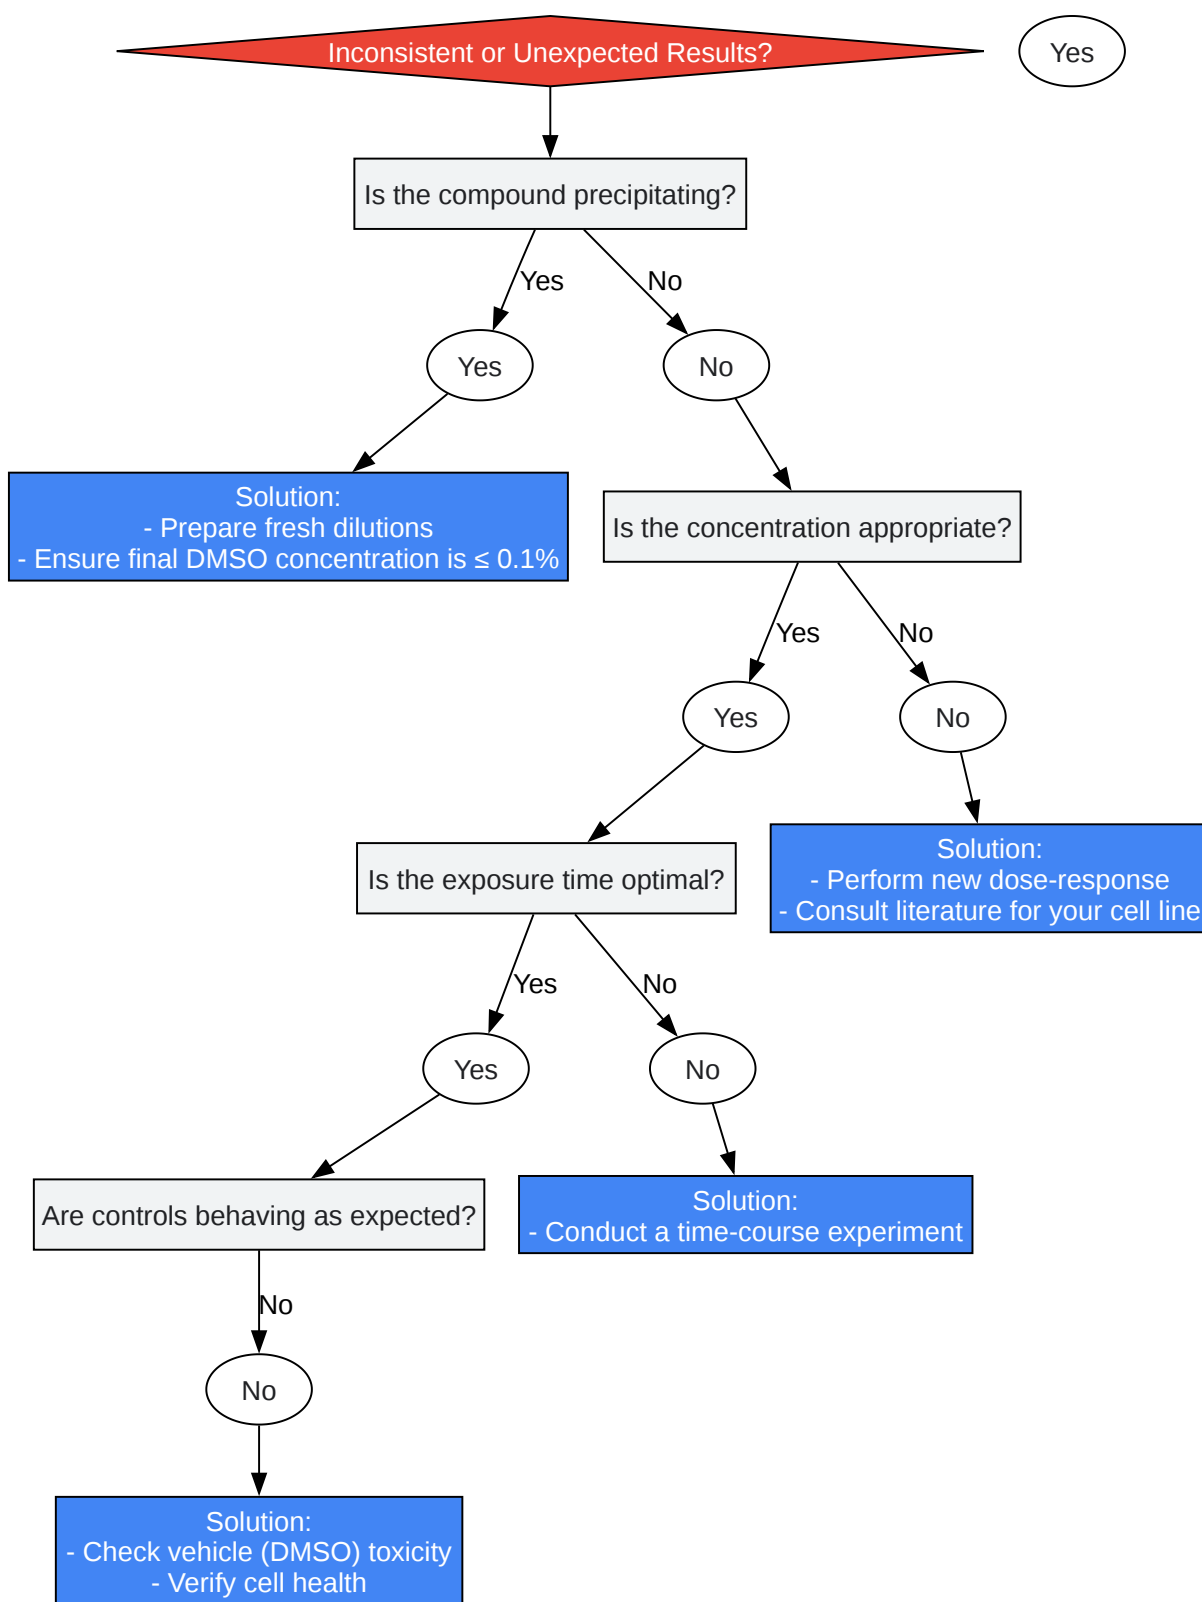 Inconsistent or Unexpected Results?
Yes
Is the compound precipitating?
Yes
No
Yes
No
Solution:
- Prepare fresh dilutions
- Ensure final DMSO concentration is ≤ 0.1%
Is the concentration appropriate?
Yes
No
Yes
No
Solution:
- Perform new dose-response
- Consult literature for your cell line
Is the exposure time optimal?
Yes
No
Yes
No
Are controls behaving as expected?
Solution:
- Conduct a time-course experiment
No
No
Solution:
- Check vehicle (DMSO) toxicity
- Verify cell health